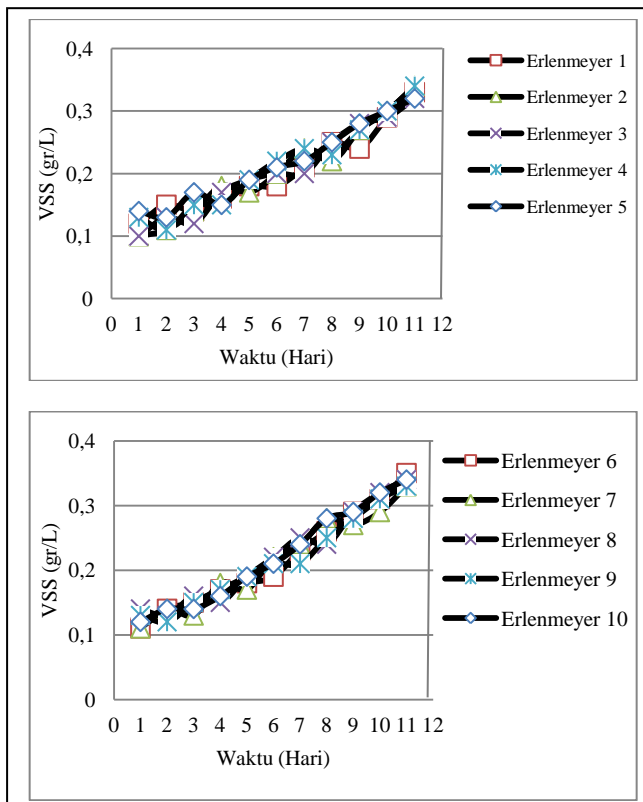 0,4
0,3
0,2
0,1
0
VSS (gr/L)
0 1 2 3 4 5 6 7 8 9 10 11 12
Waktu (Hari)
Erlenmeyer 1
Erlenmeyer 2
Erlenmeyer 3
Erlenmeyer 4
Erlenmeyer 5
0,4
0,3
0,2
0,1
0
VSS (gr/L)
0 1 2 3 4 5 6 7 8 9 10 11 12
Waktu (Hari)
Erlenmeyer 6
Erlenmeyer 7
Erlenmeyer 8
Erlenmeyer 9
Erlenmeyer 10